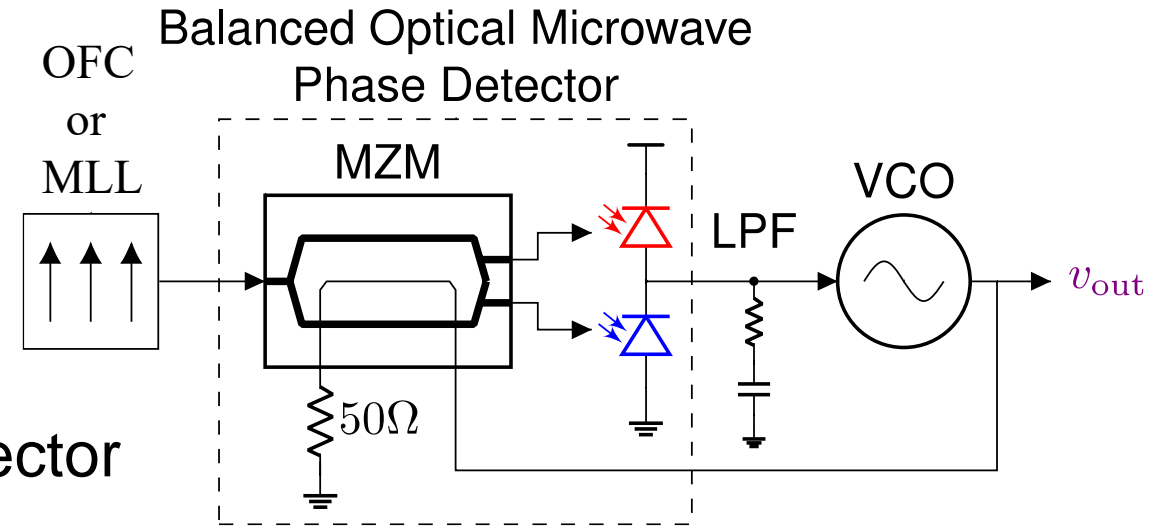 Balanced Optical Microwave
Phase Detector
OFC
or
MLL
MZM
VCO
LPF
v_out
50Ω
ector